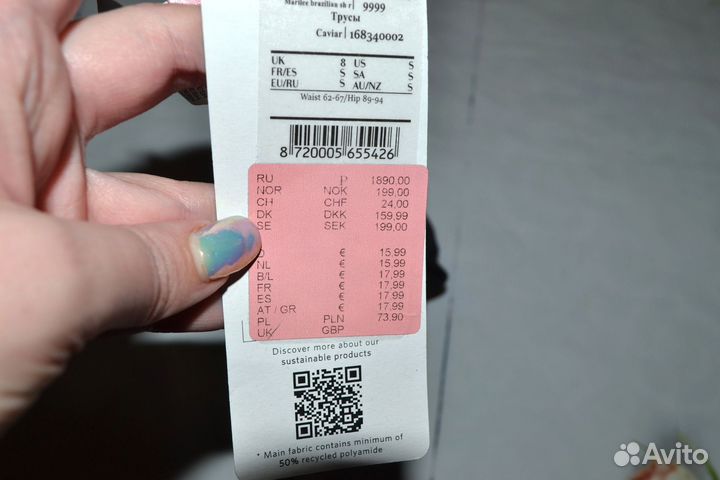 Marilee brazilian sh r 9999
Трусы
Caviar 168340002
UK 8 US S
FR/ES S SA S
EU/RU S AU/NZ S
Waist 62-67/Hip 89-94
8 720005 655426
RU 1890,00
NOR NOK 199,00
CH CHF 24,00
DK DKK 159,99
SE SEK 199,00
D € 15,99
NL € 15,99
B/L € 17,99
FR € 17,99
ES € 17,99
AT / GR € 17,99
PL PLN 73,90
UK GBP
Discover more about our
sustainable products
* Main fabric contains minimum of
50% recycled polyamide
Avito